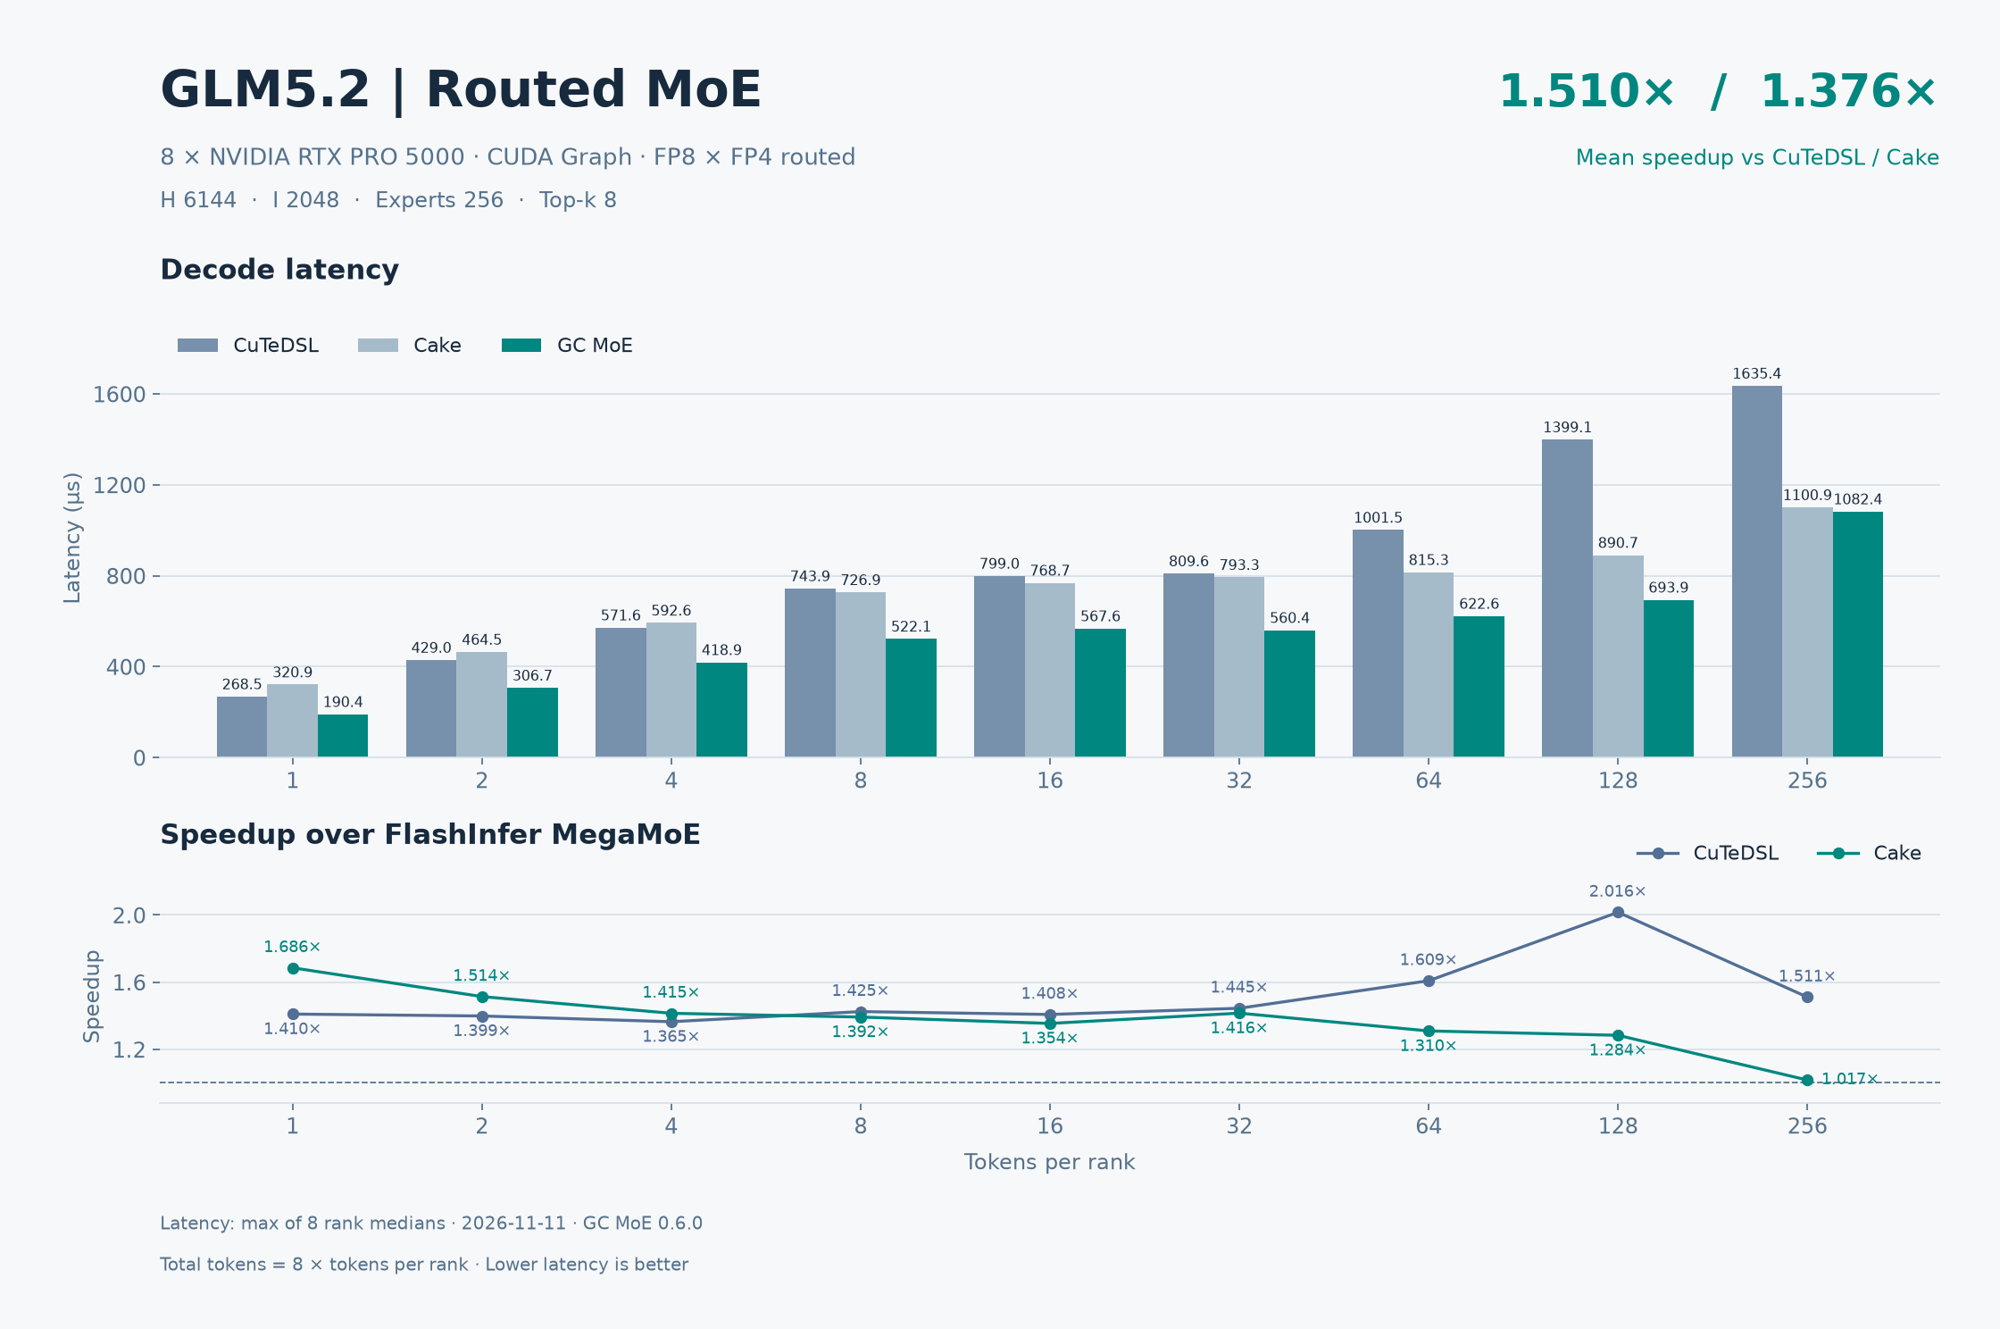 GLM5.2 | Routed MoE
1.510× / 1.376×
8 × NVIDIA RTX PRO 5000 · CUDA Graph · FP8 × FP4 routed
Mean speedup vs CuTeDSL / Cake
H 6144 · I 2048 · Experts 256 · Top-k 8
Decode latency
CuTeDSL Cake GC MoE
Latency (µs)
1600
1200
800
400
0
268.5 320.9 190.4
429.0 464.5 306.7
571.6 592.6 418.9
743.9 726.9 522.1
799.0 768.7 567.6
809.6 793.3 560.4
1001.5 815.3 622.6
1399.1 890.7 693.9
1635.4 1100.9 1082.4
1 2 4 8 16 32 64 128 256
Speedup over FlashInfer MegaMoE
CuTeDSL Cake
Speedup
2.0
1.6
1.2
1.686× 1.514× 1.415× 1.392× 1.354× 1.416× 1.310× 1.284× 1.017×
1.410× 1.399× 1.365× 1.425× 1.408× 1.445× 1.609× 2.016× 1.511×
1 2 4 8 16 32 64 128 256
Tokens per rank
Latency: max of 8 rank medians · 2026-11-11 · GC MoE 0.6.0
Total tokens = 8 × tokens per rank · Lower latency is better